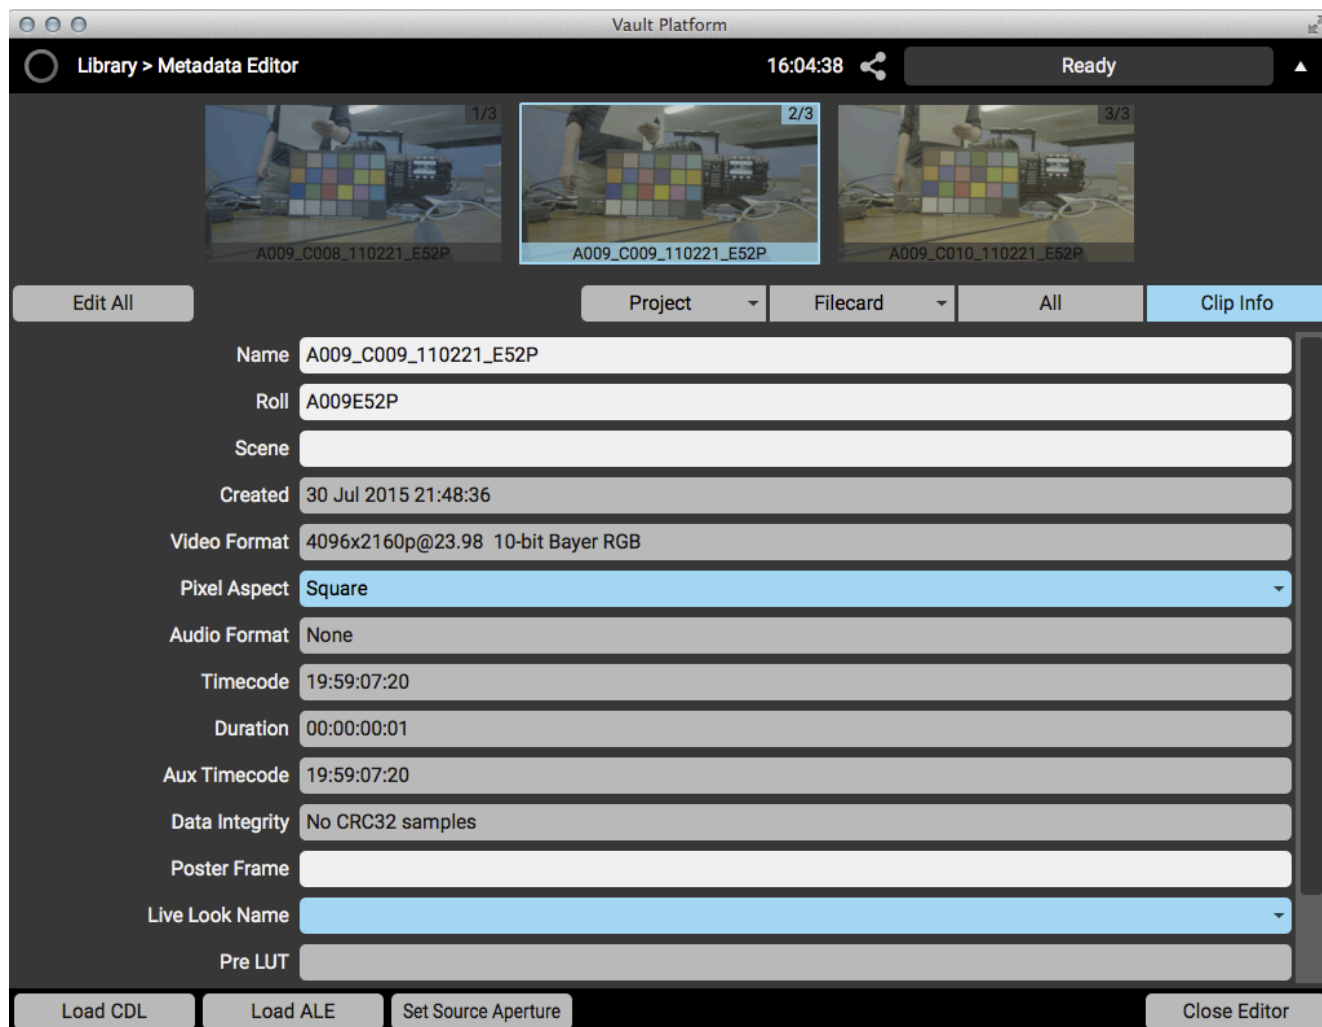 Vault Platform
Library > Metadata Editor 16:04:38 Ready
1/3 2/3 3/3
A009_C008_110221_E52P A009_C009_110221_E52P A009_C010_110221_E52P
Edit All Project Filecard All Clip Info
Name A009_C009_110221_E52P
Roll A009E52P
Scene
Created 30 Jul 2015 21:48:36
Video Format 4096x2160p@23.98 10-bit Bayer RGB
Pixel Aspect Square
Audio Format None
Timecode 19:59:07:20
Duration 00:00:00:01
Aux Timecode 19:59:07:20
Data Integrity No CRC32 samples
Poster Frame
Live Look Name
Pre LUT
Load CDL Load ALE Set Source Aperture Close Editor